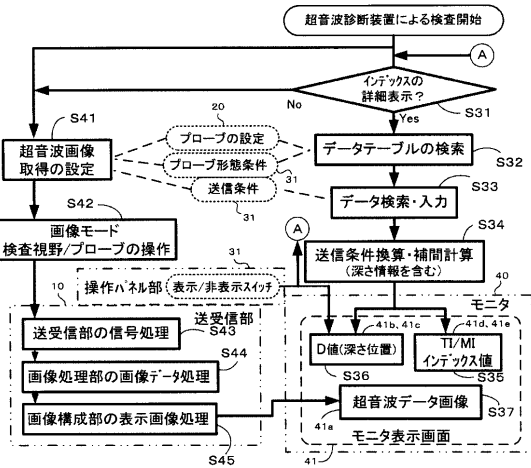 超音波診断装置による検査開始
A
インデックスの
詳細表示？
No
Yes
S31
S41
20
プローブの設定
超音波画像
取得の設定
プローブ形態条件
31
送信条件
31
データテーブルの検索
S32
S33
データ検索・入力
S42
画像モード
検査視野/プローブの操作
A
S34
送信条件換算・補間計算
(深さ情報を含む)
31
操作パネル部
表示/非表示スイッチ
40
モニタ
10
送受信部
送受信部の信号処理
S43
41b、41c
41d、41e
D値(深さ位置)
S36
TI/MI
インデックス値
S35
S44
画像処理部の画像データ処理
超音波データ画像
S37
41a
画像構成部の表示画像処理
S45
モニタ表示画面
41